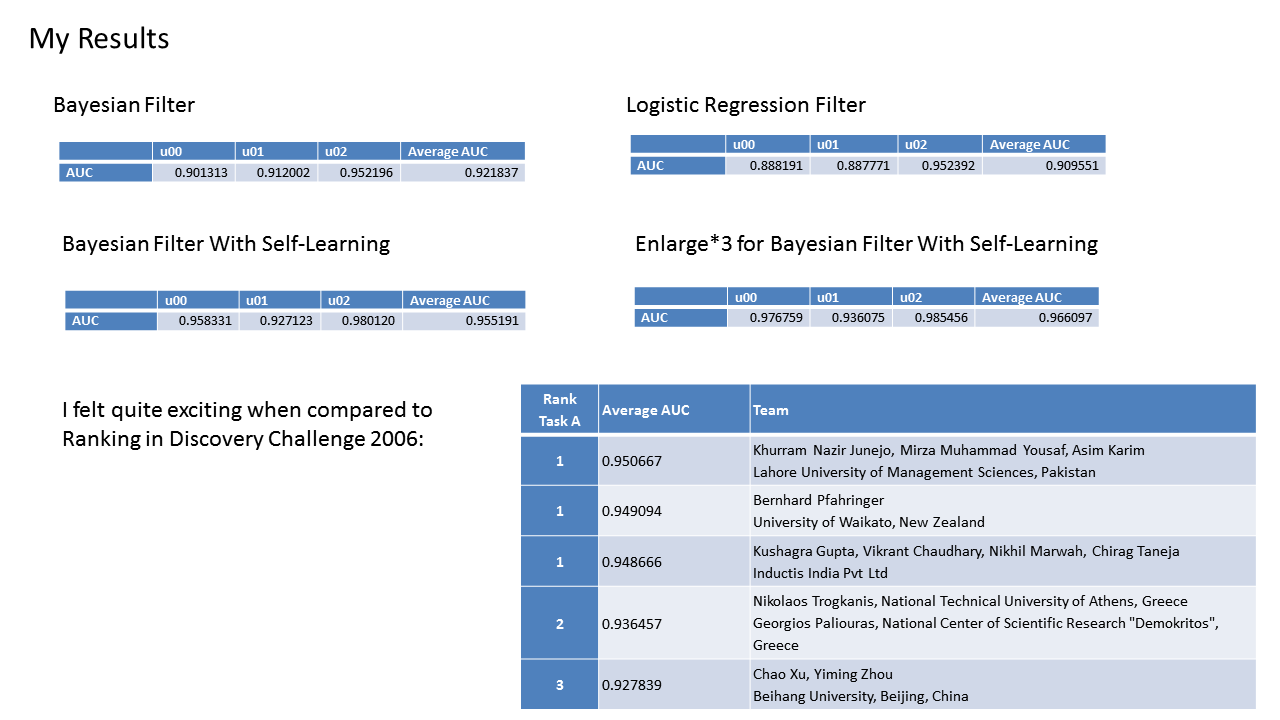 My Results
Bayesian Filter
u00 u01 u02 Average AUC
AUC 0.901313 0.912002 0.952196 0.921837
Logistic Regression Filter
u00 u01 u02 Average AUC
AUC 0.888191 0.887771 0.952392 0.909551
Bayesian Filter With Self-Learning
u00 u01 u02 Average AUC
AUC 0.958331 0.927123 0.980120 0.955191
Enlarge*3 for Bayesian Filter With Self-Learning
u00 u01 u02 Average AUC
AUC 0.976759 0.936075 0.985456 0.966097
I felt quite exciting when compared to
Ranking in Discovery Challenge 2006:
Rank
Task A
Average AUC
Team
1
0.950667
Khurram Nazir Junejo, Mirza Muhammad Yousaf, Asim Karim
Lahore University of Management Sciences, Pakistan
1
0.949094
Bernhard Pfahringer
University of Waikato, New Zealand
1
0.948666
Kushagra Gupta, Vikrant Chaudhary, Nikhil Marwah, Chirag Taneja
Inductis India Pvt Ltd
2
0.936457
Nikolaos Trogkanis, National Technical University of Athens, Greece
Georgios Paliouras, National Center of Scientific Research "Demokritos",
Greece
3
0.927839
Chao Xu, Yiming Zhou
Beihang University, Beijing, China